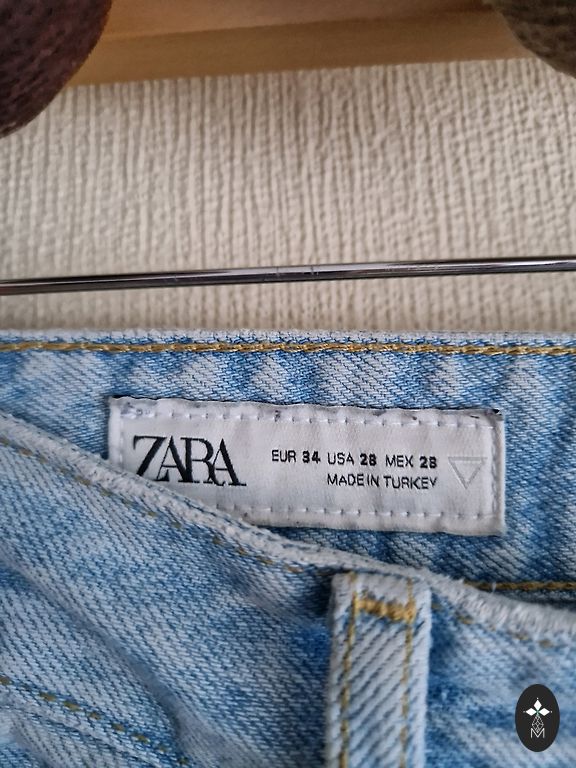 ZARA
EUR 34 USA 28 MEX 28
MADE IN TURKEY
M